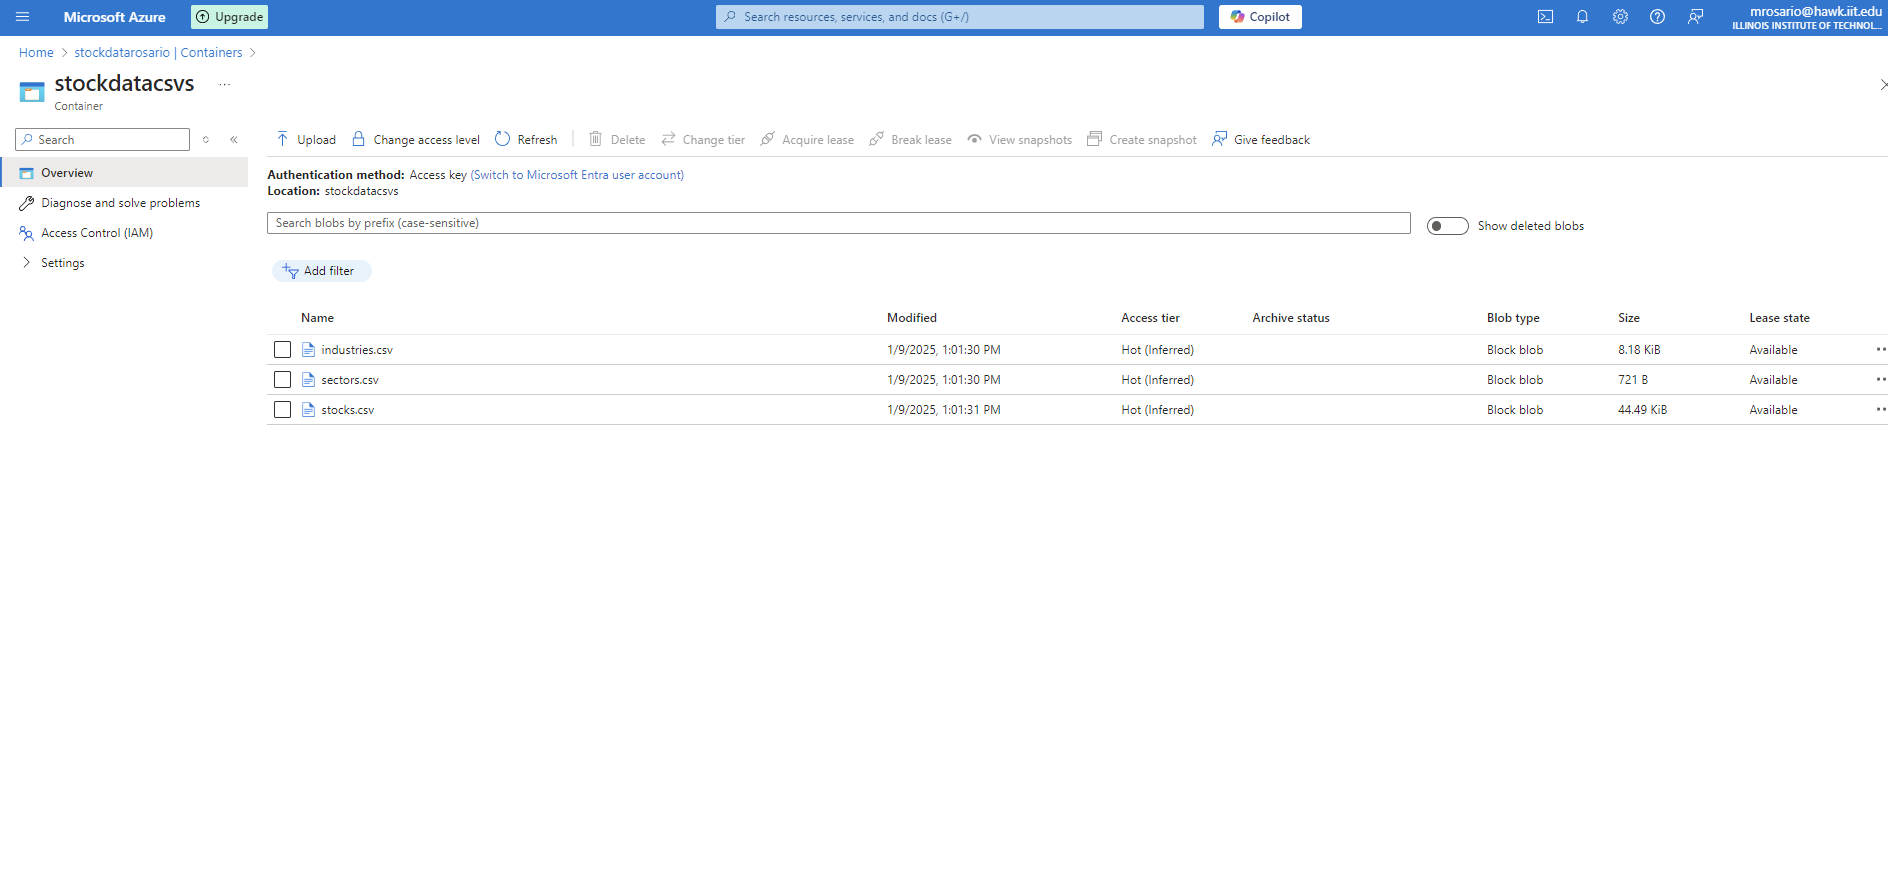 Microsoft Azure Upgrade Search resources, services, and docs (G+/) Copilot mrosario@hawk.iit.edu
ILLINOIS INSTITUTE OF TECHNOL...
Home > stockdatarosario | Containers >
stockdatacsvs ...
Container
Search
Upload Change access level Refresh Delete Change tier Acquire lease Break lease View snapshots Create snapshot Give feedback
Overview
Diagnose and solve problems
Access Control (IAM)
Settings
Authentication method: Access key (Switch to Microsoft Entra user account)
Location: stockdatacsvs
Search blobs by prefix (case-sensitive)
Show deleted blobs
Add filter
Name Modified Access tier Archive status Blob type Size Lease state
industries.csv 1/9/2025, 1:01:30 PM Hot (Inferred) Block blob 8.18 KiB Available
sectors.csv 1/9/2025, 1:01:30 PM Hot (Inferred) Block blob 721 B Available
stocks.csv 1/9/2025, 1:01:31 PM Hot (Inferred) Block blob 44.49 KiB Available